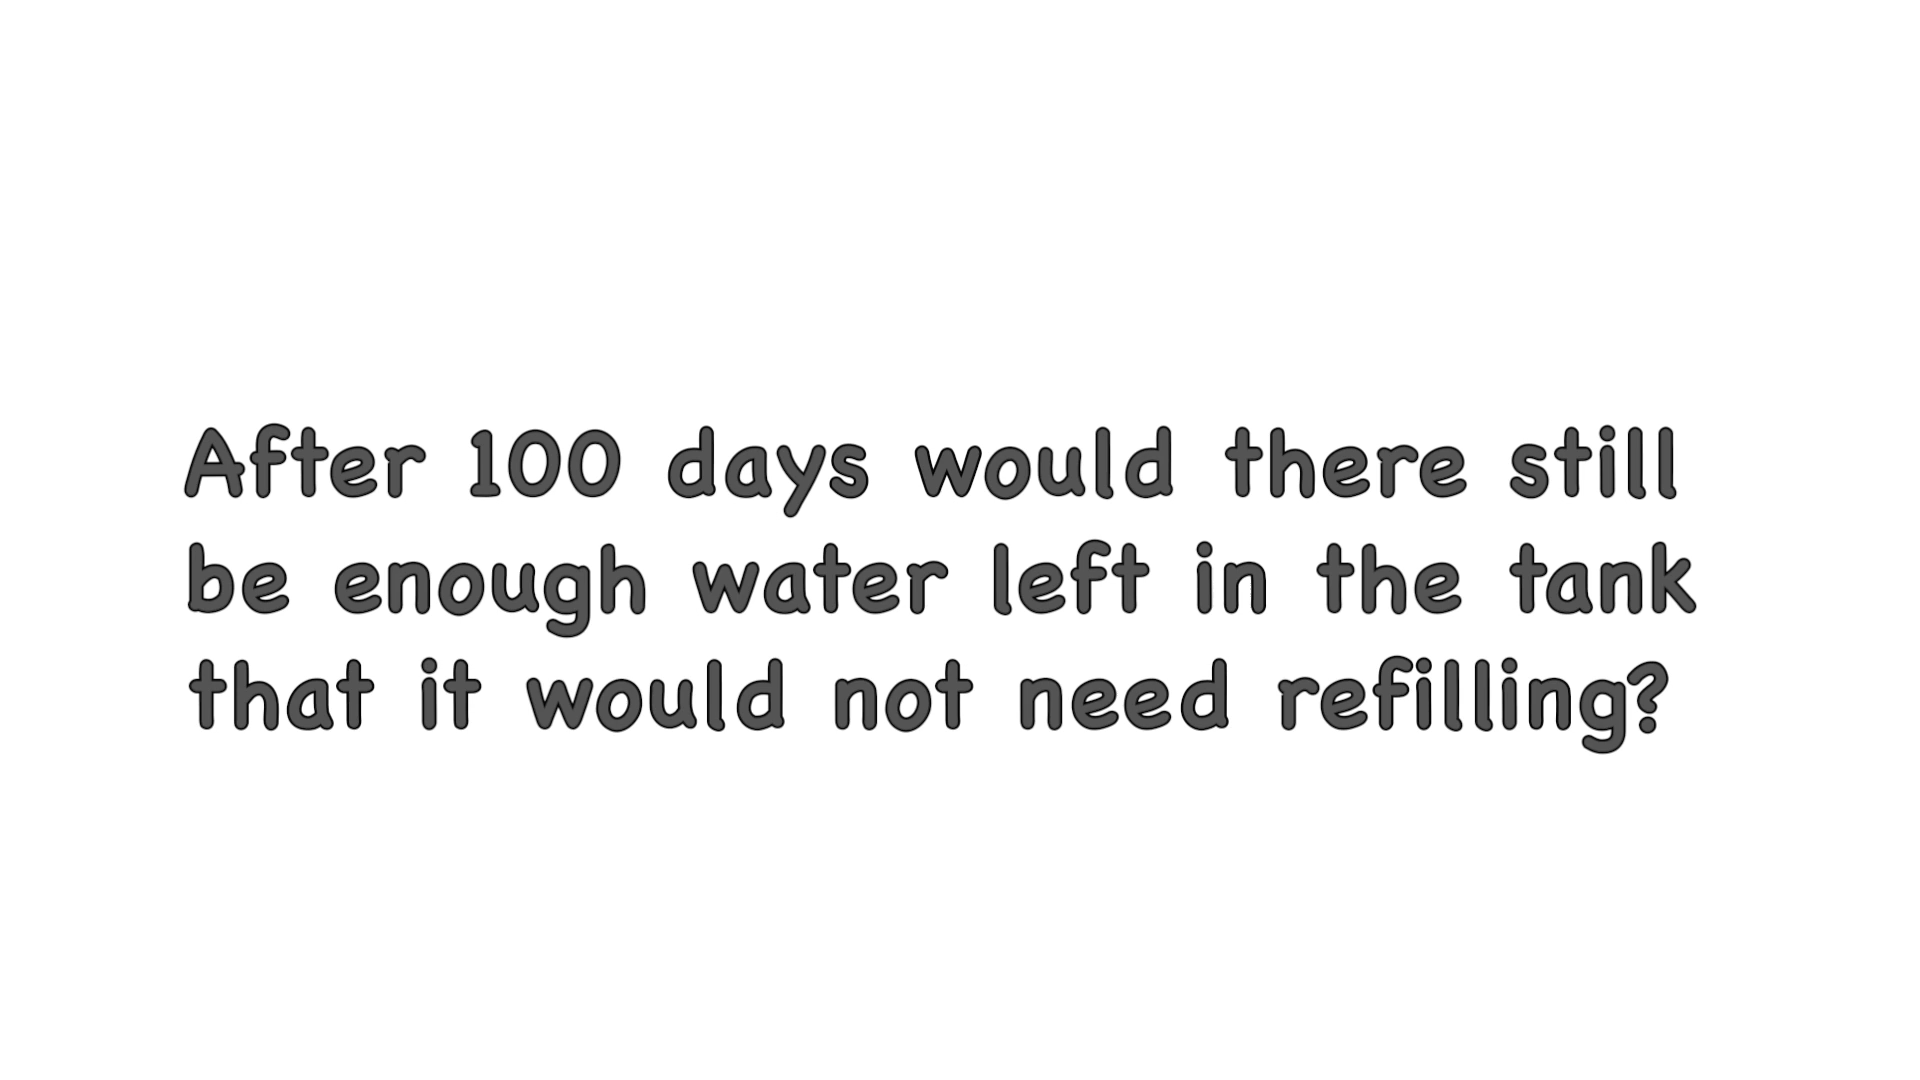 After 100 days would there still
be enough water left in the tank
that it would not need refilling?